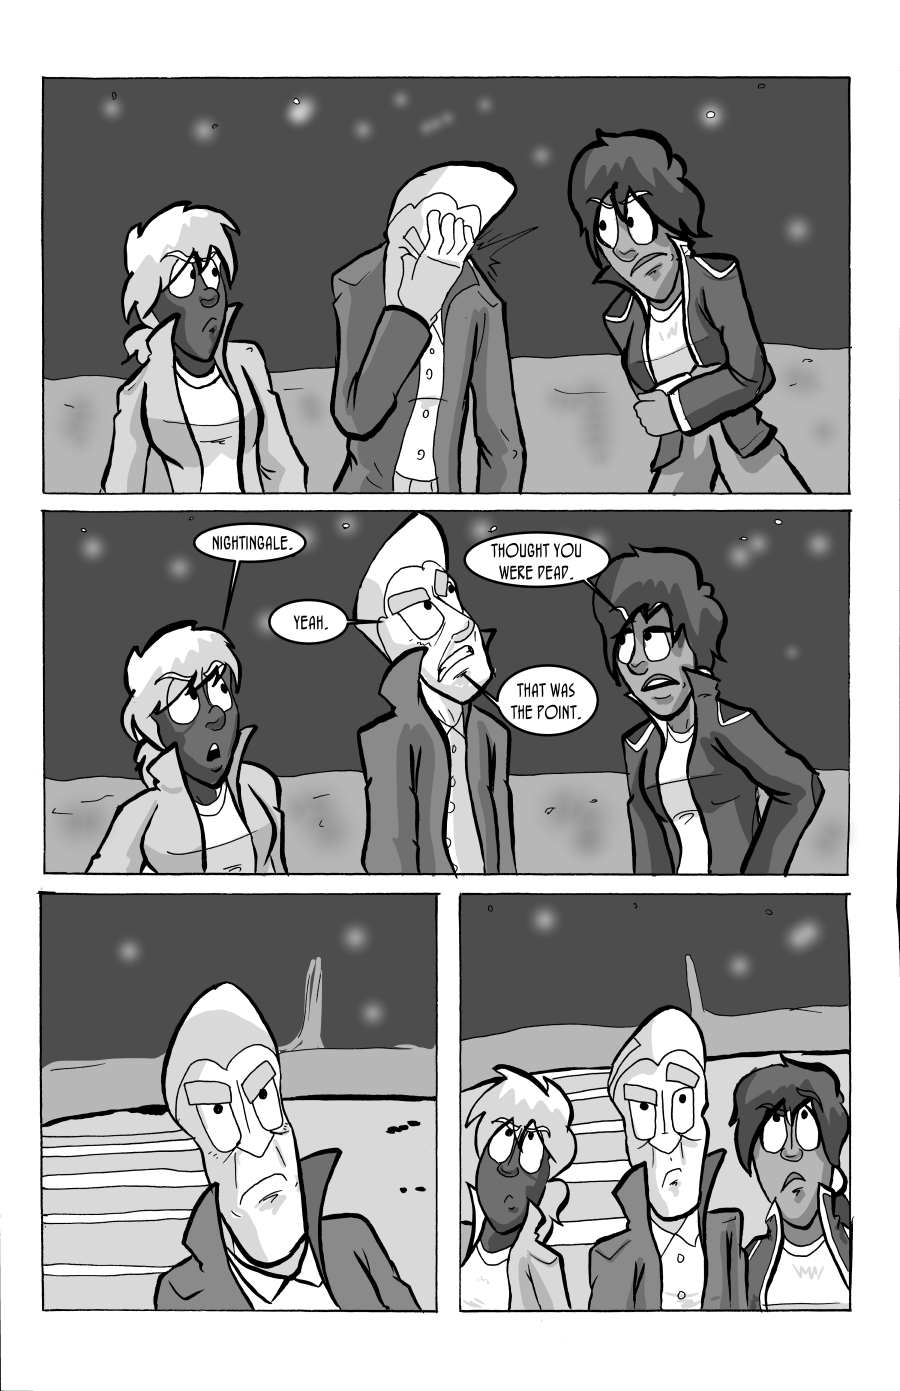 NIGHTINGALE.
YEAH.
THOUGHT YOU
WERE DEAD.
THAT WAS
THE POINT.